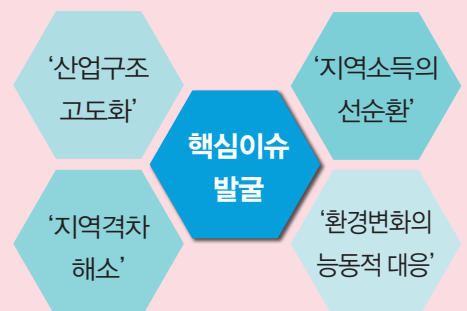 ‘산업구조
고도화’
‘지역소득의
선순환’
핵심이슈
발굴
‘지역격차
해소’
‘환경변화의
능동적 대응’